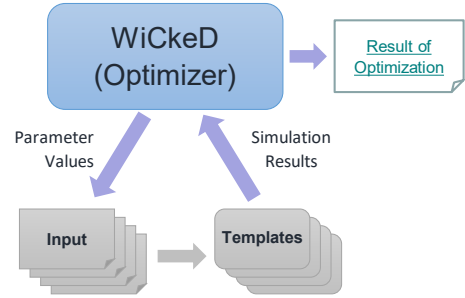 WiCkeD
(Optimizer)
Result of
Optimization
Parameter
Values
Simulation
Results
Input
Templates